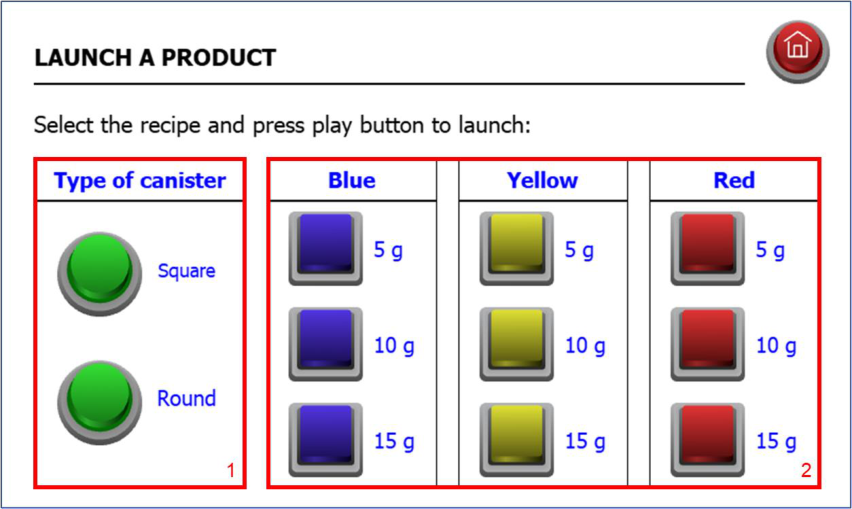 LAUNCH A PRODUCT
Select the recipe and press play button to launch:
Type of canister
Square
Round
1
Blue Yellow Red
5 g 5 g 5 g
10 g 10 g 10 g
15 g 15 g 15 g
2